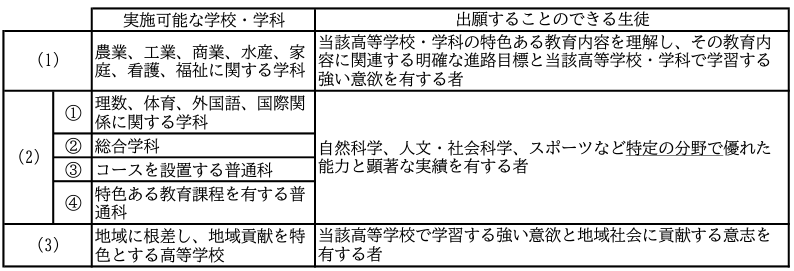 実施可能な学校・学科
出願することのできる生徒
(1)
農業、工業、商業、水産、家
庭、看護、福祉に関する学科
当該高等学校・学科の特色ある教育内容を理解し、その教育内
容に関連する明確な進路目標と当該高等学校・学科で学習する
強い意欲を有する者
(2)
①
理数、体育、外国語、国際関
係に関する学科
②
総合学科
③
コースを設置する普通科
④
特色ある教育課程を有する普
通科
自然科学、人文・社会科学、スポーツなど特定の分野で優れた
能力と顕著な実績を有する者
(3)
地域に根差し、地域貢献を特
色とする高等学校
当該高等学校で学習する強い意欲と地域社会に貢献する意志を
有する者